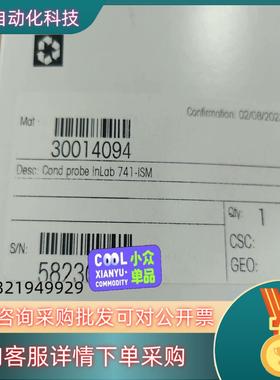 自动化科技
Confirmation: 02/08/202
Mat
30014094
Desc: Cond probe InLab 741-ISM
Qty: 1
S/N:
CSC:
GEO:
5823
COOL 小众
XIANYU 单品
COMMODITY
321949929
咨询采购批发可对公开票
客服详情下单采购